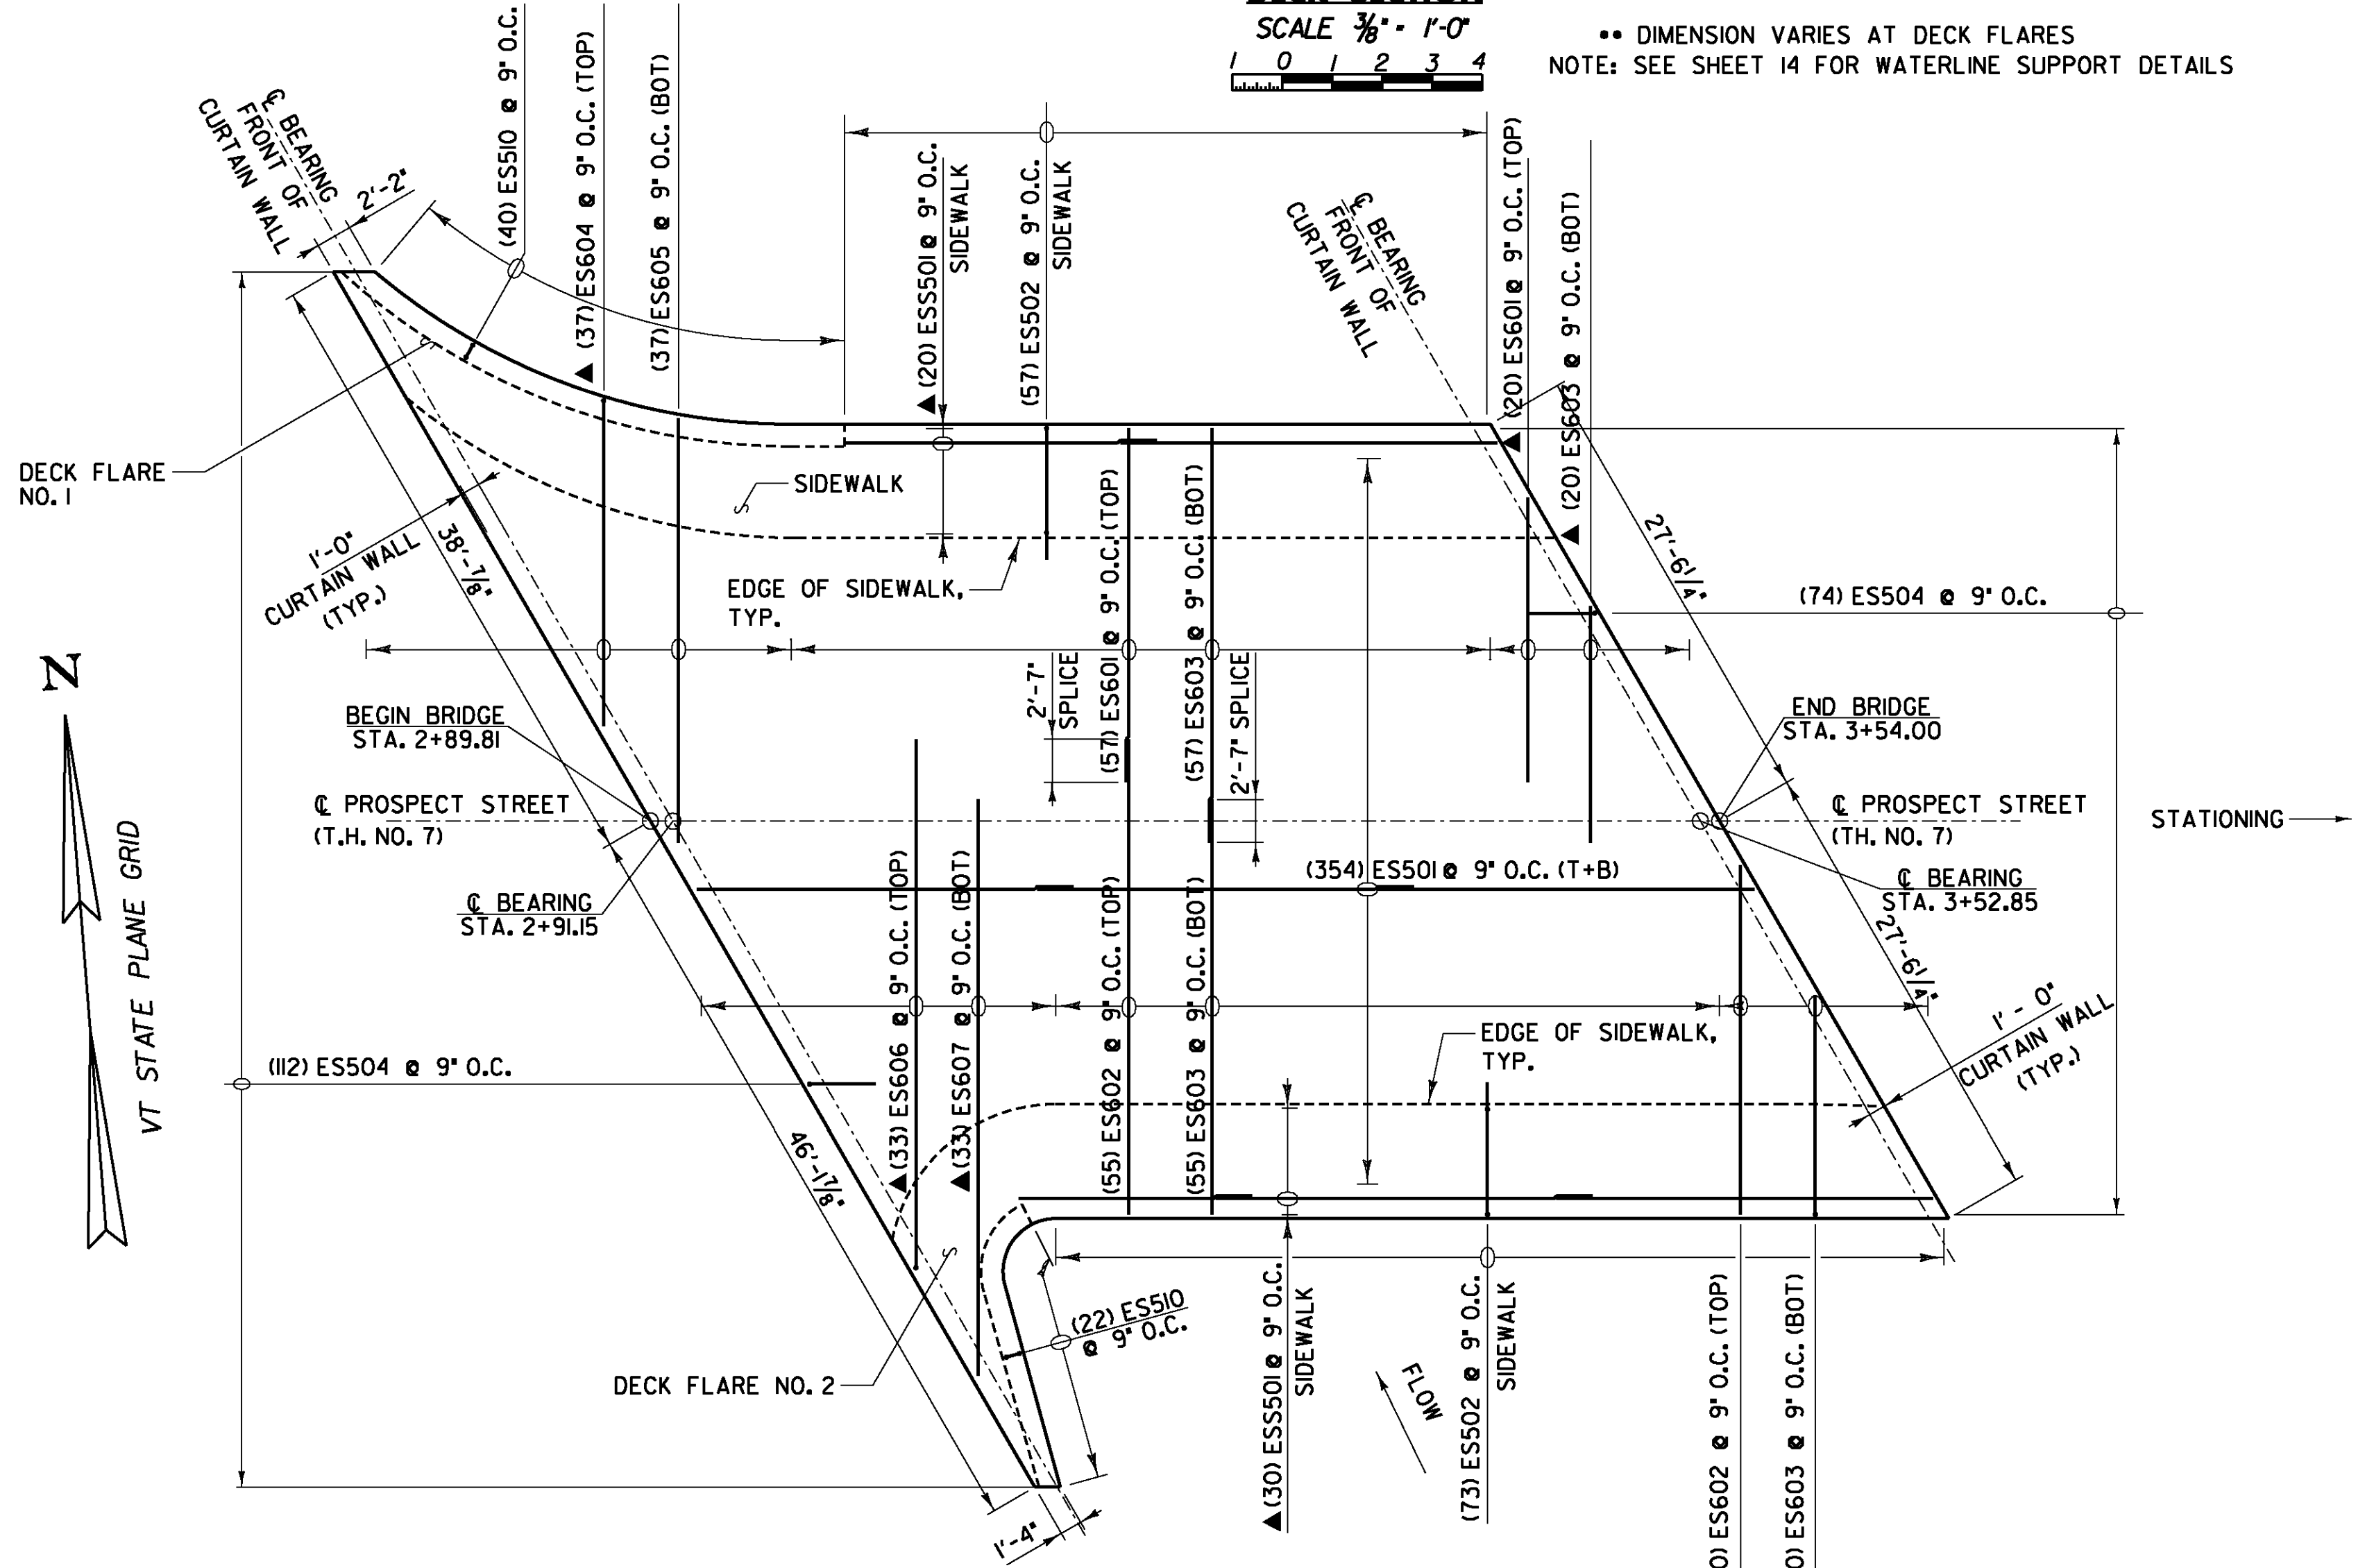 SCALE 3/8" = 1'-0"
1 0 1 2 3 4
•• DIMENSION VARIES AT DECK FLARES
NOTE: SEE SHEET 14 FOR WATERLINE SUPPORT DETAILS
℄ BEARING
FRONT OF
CURTAIN WALL
2'-2"
(40) ES510 @ 9" O.C.
▲ (37) ES604 @ 9" O.C. (TOP)
(37) ES605 @ 9" O.C. (BOT)
▲ (20) ESS501 @ 9" O.C.
SIDEWALK
(57) ES502 @ 9" O.C.
SIDEWALK
℄ BEARING
FRONT OF
CURTAIN WALL
(20) ES601 @ 9" O.C. (TOP)
▲ (20) ES603 @ 9" O.C. (BOT)
DECK FLARE
NO. 1
SIDEWALK
1'-0"
CURTAIN WALL
(TYP.)
38'-7/8"
EDGE OF SIDEWALK,
TYP.
(57) ES601 @ 9" O.C. (TOP)
(57) ES603 @ 9" O.C. (BOT)
2'-7"
SPLICE
2'-7" SPLICE
27'-6 1/4"
(74) ES504 @ 9" O.C.
N
VT STATE PLANE GRID
BEGIN BRIDGE
STA. 2+89.81
℄ PROSPECT STREET
(T.H. NO. 7)
℄ BEARING
STA. 2+91.15
END BRIDGE
STA. 3+54.00
℄ PROSPECT STREET
(TH. NO. 7)
STATIONING
℄ BEARING
STA. 3+52.85
(354) ES501 @ 9" O.C. (T+B)
27'-6 1/4"
1'- 0"
CURTAIN WALL
(TYP.)
(112) ES504 @ 9" O.C.
▲ (33) ES606 @ 9" O.C. (TOP)
▲ (33) ES607 @ 9" O.C. (BOT)
(55) ES602 @ 9" O.C. (TOP)
(55) ES603 @ 9" O.C. (BOT)
EDGE OF SIDEWALK,
TYP.
46'-1 7/8"
(22) ES510
@ 9" O.C.
DECK FLARE NO. 2
▲ (30) ESS501 @ 9" O.C.
SIDEWALK
FLOW
(73) ES502 @ 9" O.C.
SIDEWALK
ES602 @ 9" O.C. (TOP)
ES603 @ 9" O.C. (BOT)
1'-4"